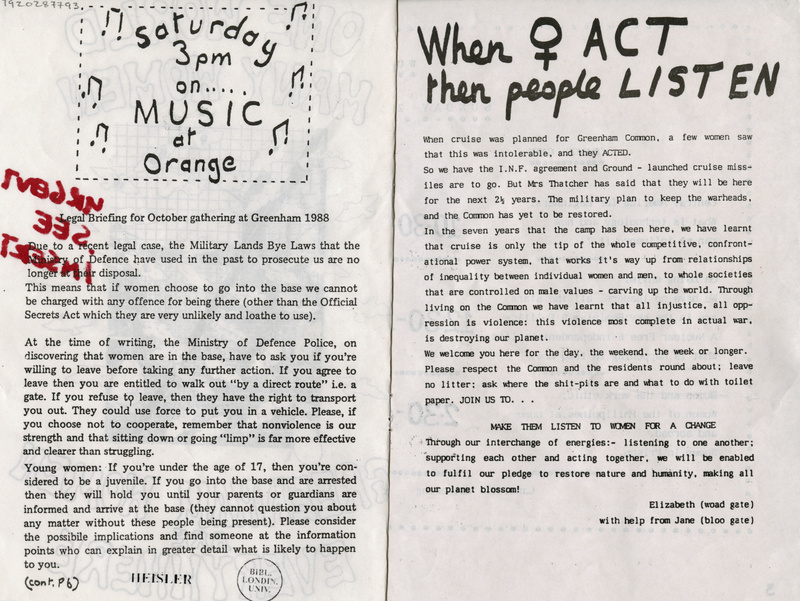 1920287793
Saturday
3pm
on.....
MUSIC
at
Orange
URGENT
SEE
INSERT
Legal Briefing for October gathering at Greenham 1988
Due to a recent legal case, the Military Lands Bye Laws that the
Ministry of Defence have used in the past to prosecute us are no
longer at their disposal.
This means that if women choose to go into the base we cannot
be charged with any offence for being there (other than the Official
Secrets Act which they are very unlikely and loathe to use).
At the time of writing, the Ministry of Defence Police, on
discovering that women are in the base, have to ask you if you're
willing to leave before taking any further action. If you agree to
leave then you are entitled to walk out "by a direct route" i.e. a
gate. If you refuse to leave, then they have the right to transport
you out. They could use force to put you in a vehicle. Please, if
you choose not to cooperate, remember that nonviolence is our
strength and that sitting down or going "limp" is far more effective
and clearer than struggling.
Young women: If you're under the age of 17, then you're con-
sidered to be a juvenile. If you go into the base and are arrested
then they will hold you until your parents or guardians are
informed and arrive at the base (they cannot question you about
any matter without these people being present). Please consider
the possibile implications and find someone at the information
points who can explain in greater detail what is likely to happen
to you.
(cont. P6)
HEISLER
BIBL.
LONDIN.
UNIV.
When ♀ ACT
then people LISTEN
When cruise was planned for Greenham Common, a few women saw
that this was intolerable, and they ACTED.
So we have the I.N.F. agreement and Ground - launched cruise miss-
iles are to go. But Mrs Thatcher has said that they will be here
for the next 2½ years. The military plan to keep the warheads,
and the Common has yet to be restored.
In the seven years that the camp has been here, we have learnt
that cruise is only the tip of the whole competitive, confront-
ational power system, that works it's way up from relationships
of inequality between individual women and men, to whole societies
that are controlled on male values - carving up the world. Through
living on the Common we have learnt that all injustice, all opp-
ression is violence: this violence most complete in actual war,
is destroying our planet.
We welcome you here for the day, the weekend, the week or longer.
Please respect the Common and the residents round about; leave
no litter: ask where the shit-pits are and what to do with toilet
paper. JOIN US TO. . .
MAKE THEM LISTEN TO WOMEN FOR A CHANGE
Through our interchange of energies:- listening to one another;
supporting each other and acting together, we will be enabled
to fulfil our pledge to restore nature and humanity, making all
our planet blossom!
Elizabeth (woad gate)
with help from Jane (bloo gate)